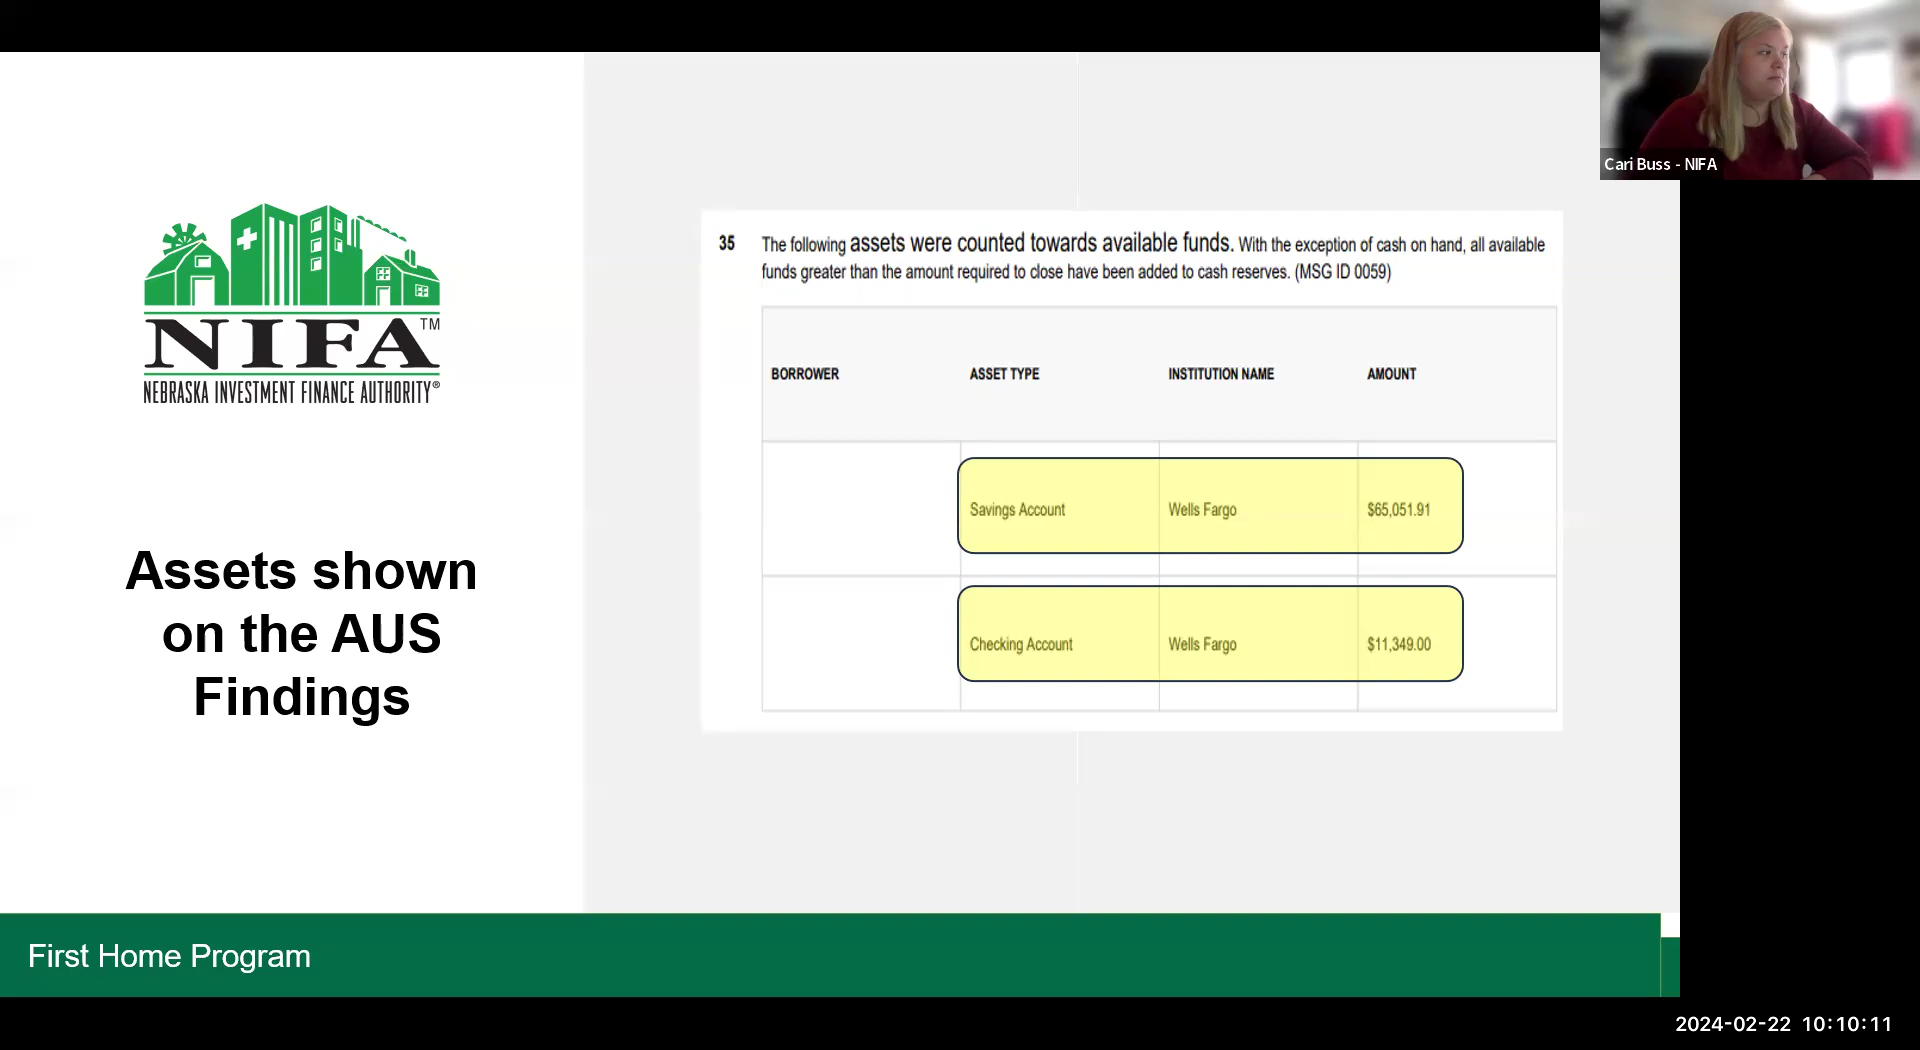 Cari Buss - NIFA
NIFA™
NEBRASKA INVESTMENT FINANCE AUTHORITY®
Assets shown
on the AUS
Findings
35 The following assets were counted towards available funds. With the exception of cash on hand, all available
funds greater than the amount required to close have been added to cash reserves. (MSG ID 0059)
BORROWER ASSET TYPE INSTITUTION NAME AMOUNT
Savings Account Wells Fargo $65,051.91
Checking Account Wells Fargo $11,349.00
First Home Program
2024-02-22 10:10:11